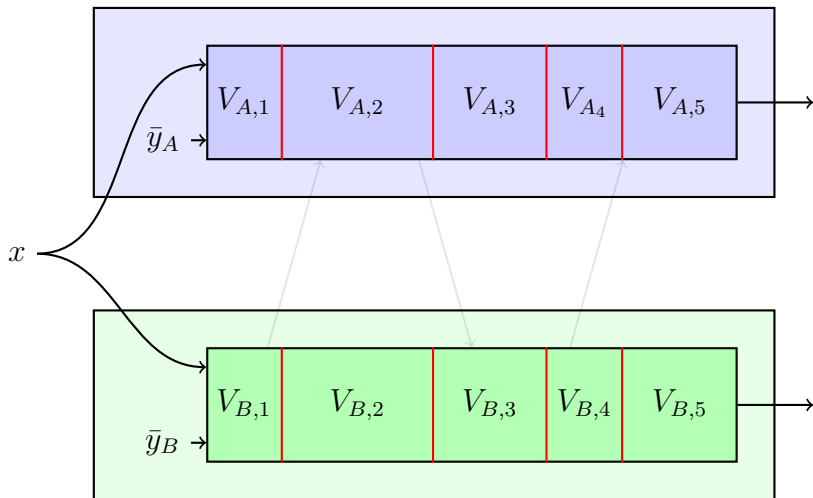 V_{A,1} V_{A,2} V_{A,3} V_{A_4} V_{A,5}
ȳ_A
x
V_{B,1} V_{B,2} V_{B,3} V_{B,4} V_{B,5}
ȳ_B